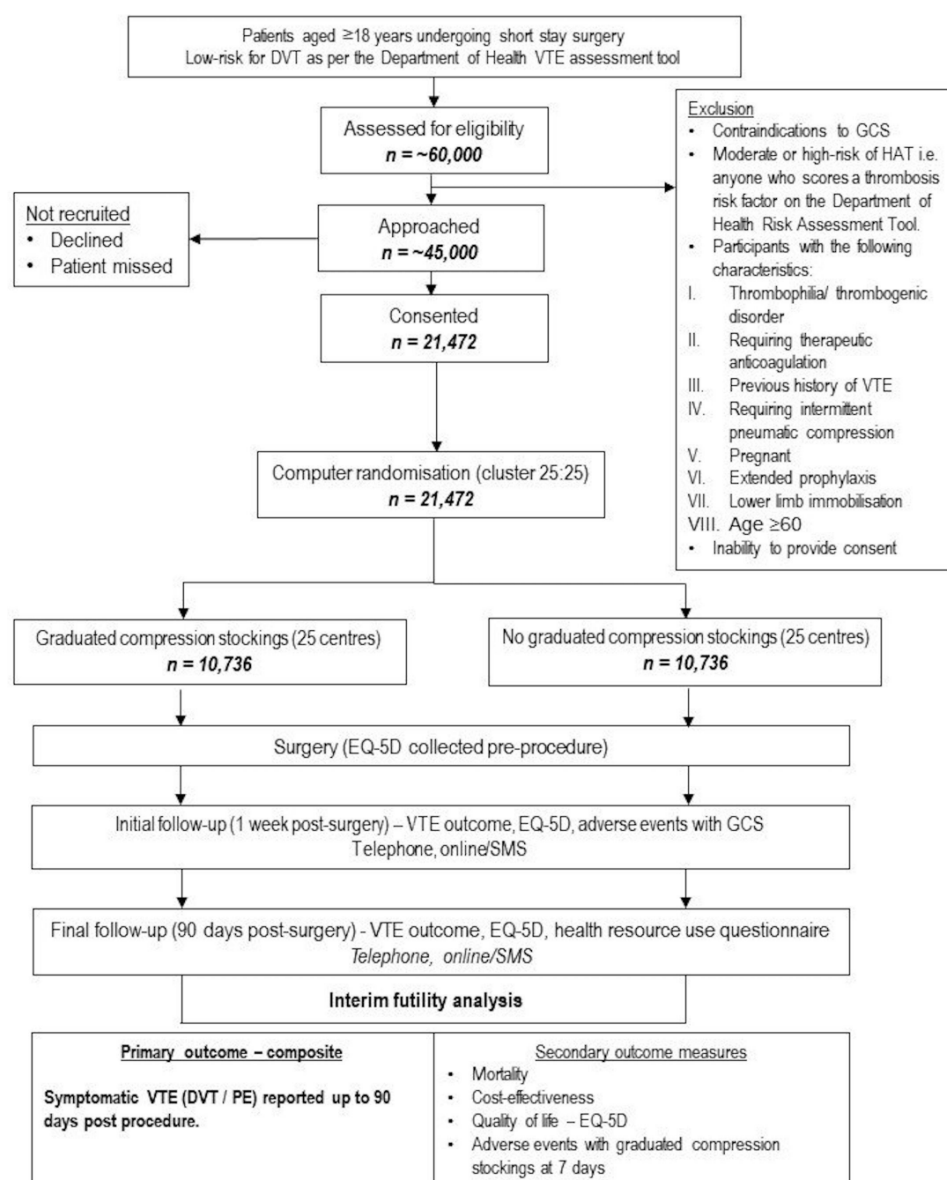 Patients aged ≥18 years undergoing short stay surgery
Low-risk for DVT as per the Department of Health VTE assessment tool
Assessed for eligibility
n = ~60,000
Exclusion
• Contraindications to GCS
• Moderate or high-risk of HAT i.e.
anyone who scores a thrombosis
risk factor on the Department of
Health Risk Assessment Tool.
• Participants with the following
characteristics:
I. Thrombophilia/ thrombogenic
disorder
II. Requiring therapeutic
anticoagulation
III. Previous history of VTE
IV. Requiring intermittent
pneumatic compression
V. Pregnant
VI. Extended prophylaxis
VII. Lower limb immobilisation
VIII. Age ≥60
• Inability to provide consent
Not recruited
• Declined
• Patient missed
Approached
n = ~45,000
Consented
n = 21,472
Computer randomisation (cluster 25:25)
n = 21,472
Graduated compression stockings (25 centres)
n = 10,736
No graduated compression stockings (25 centres)
n = 10,736
Surgery (EQ-5D collected pre-procedure)
Initial follow-up (1 week post-surgery) – VTE outcome, EQ-5D, adverse events with GCS
Telephone, online/SMS
Final follow-up (90 days post-surgery) - VTE outcome, EQ-5D, health resource use questionnaire
Telephone, online/SMS
Interim futility analysis
Primary outcome – composite
Symptomatic VTE (DVT / PE) reported up to 90
days post procedure.
Secondary outcome measures
• Mortality
• Cost-effectiveness
• Quality of life – EQ-5D
• Adverse events with graduated compression
stockings at 7 days